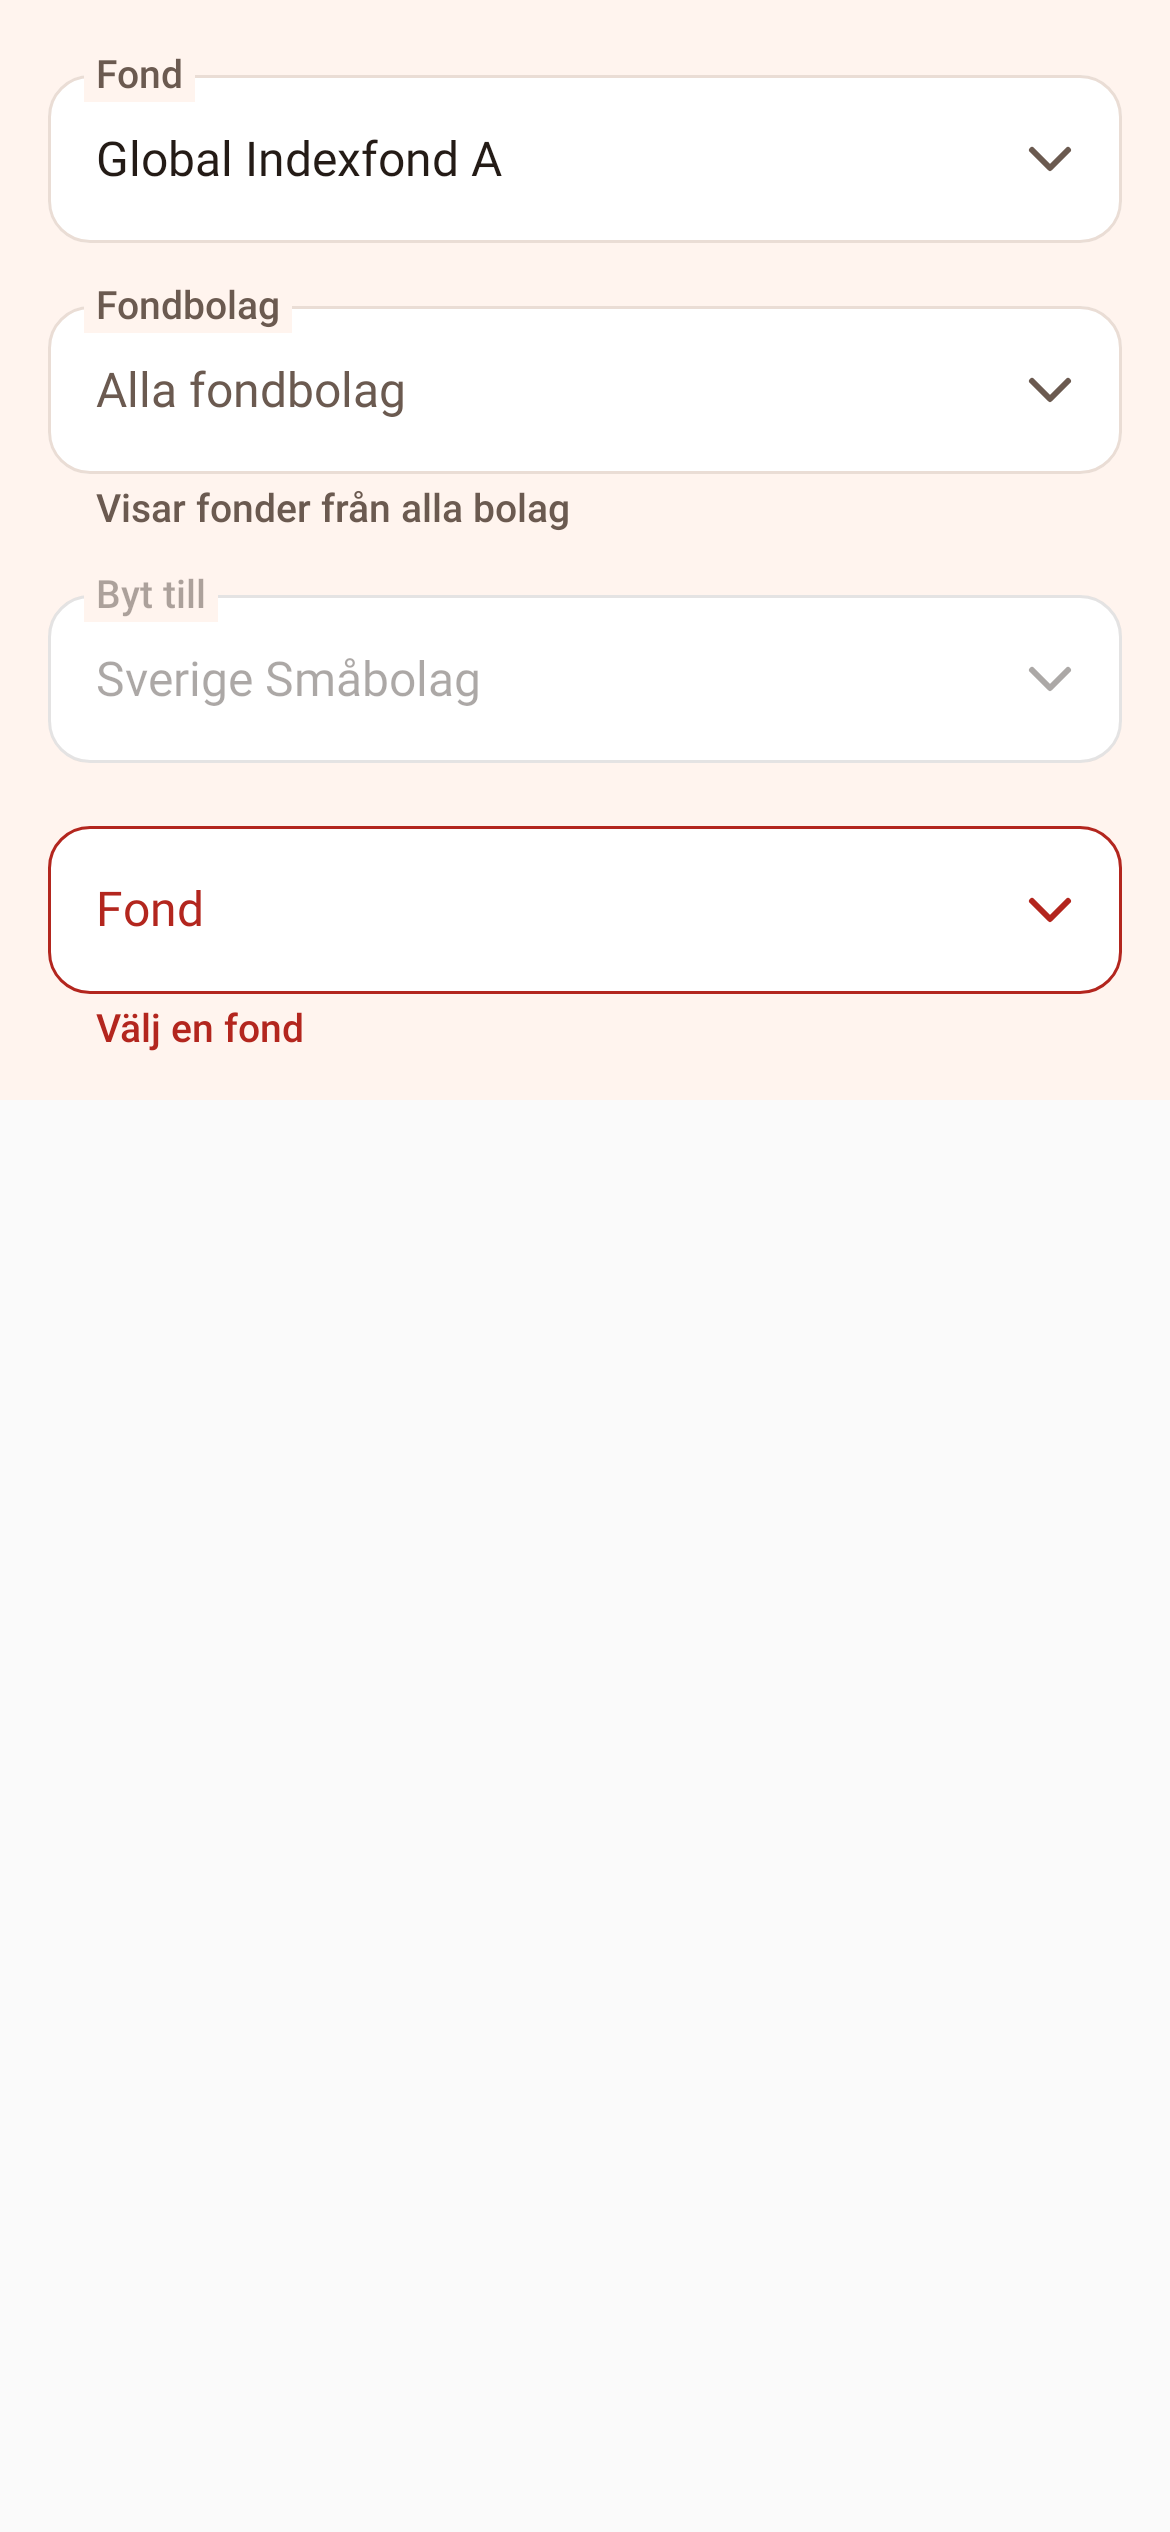 Fond
Global Indexfond A
Fondbolag
Alla fondbolag
Visar fonder från alla bolag
Byt till
Sverige Småbolag
Fond
Välj en fond